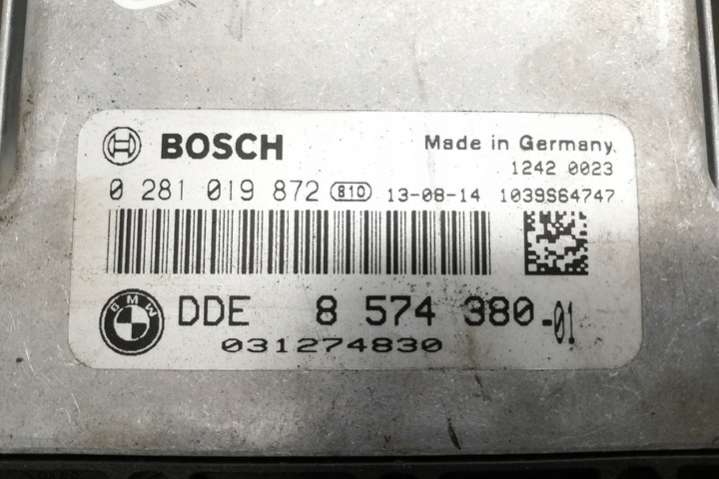 BOSCH Made in Germany
1242 0023
0 281 019 872 810 13-08-14 1039S64747
BMW DDE 8 574 380-01
031274830